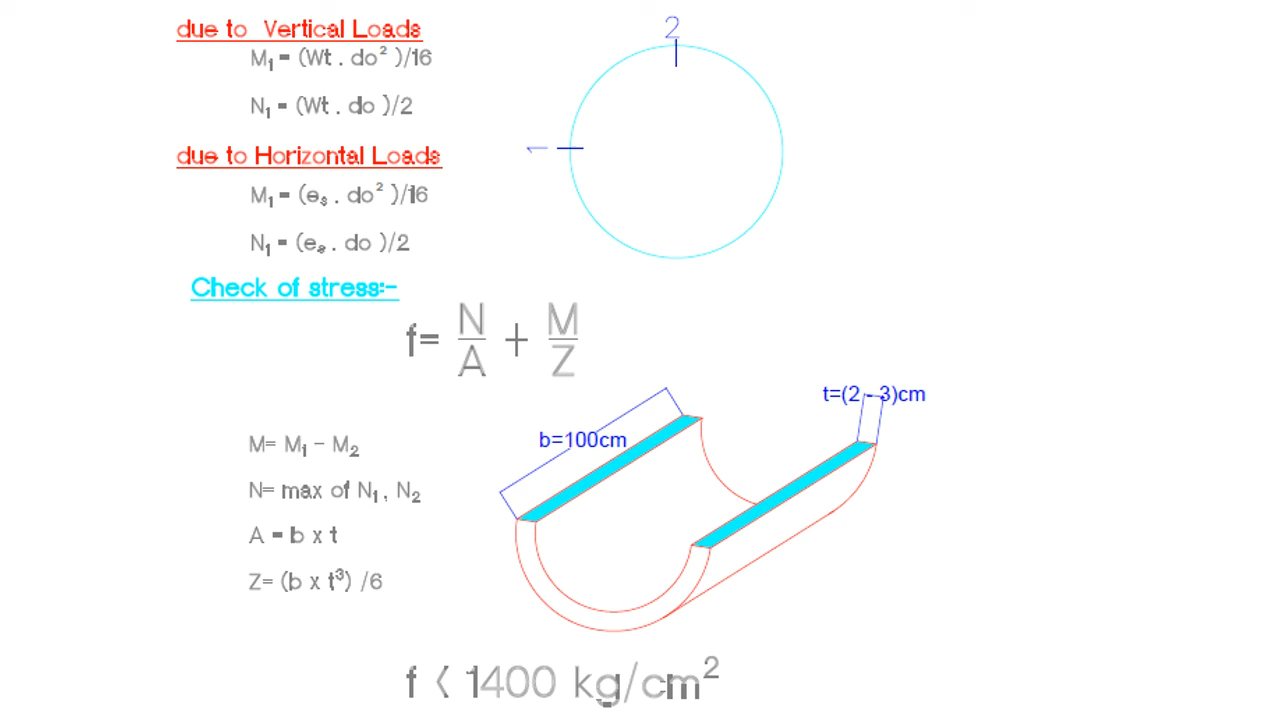 due to Vertical Loads
M₁ = (Wt . do² )/16
N₁ = (Wt . do )/2
due to Horizontal Loads
M₁ = (eₛ . do² )/16
N₁ = (eₛ . do )/2
Check of stress:-
f= N/A + M/Z
M= M₁ - M₂
N= max of N₁ , N₂
A = b x t
Z= (b x t³) /6
2
1
b=100cm
t=(2 - 3)cm
f < 1400 kg/cm²